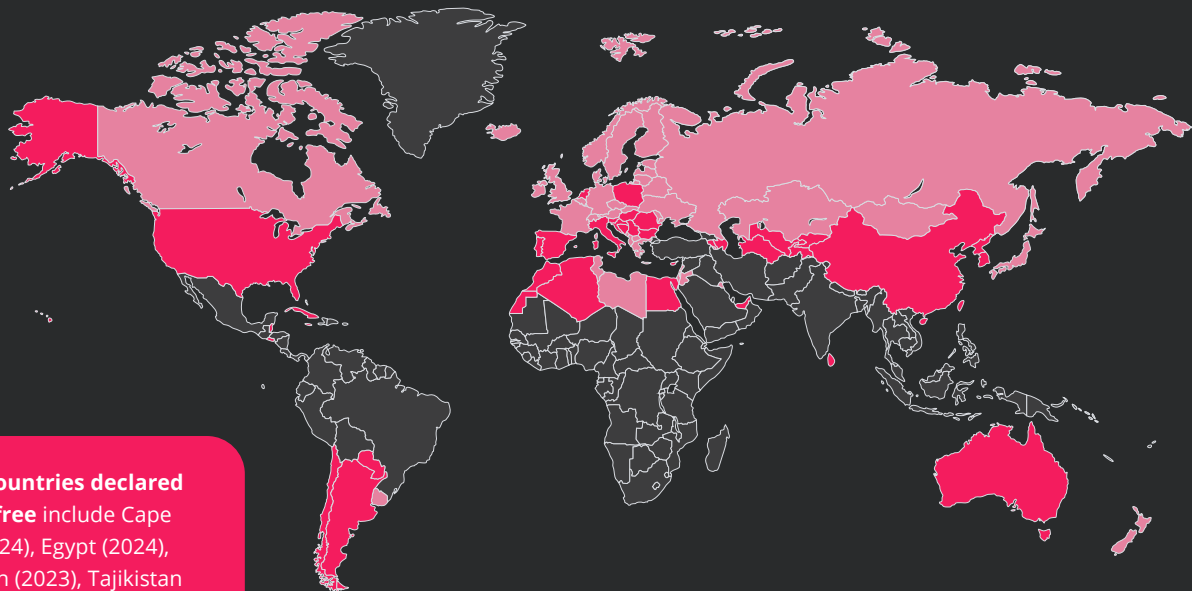 ountries declared
free include Cape
24), Egypt (2024),
n (2023), Tajikistan